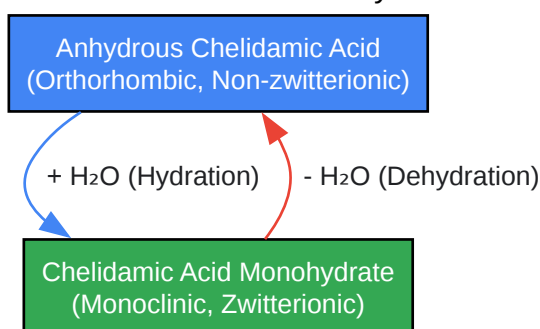 Anhydrous Chelidamic Acid
(Orthorhombic, Non-zwitterionic)
+ H₂O (Hydration)
- H₂O (Dehydration)
Chelidamic Acid Monohydrate
(Monoclinic, Zwitterionic)